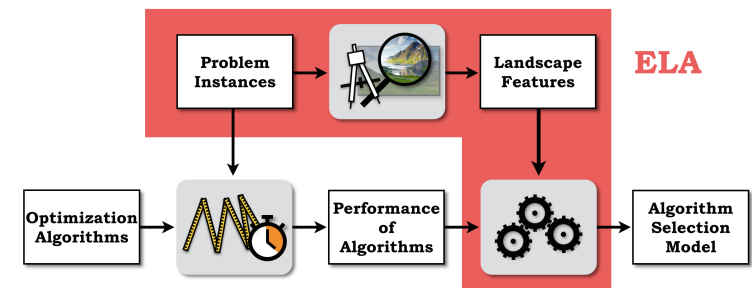 Problem
Instances
Landscape
Features
ELA
Optimization
Algorithms
Performance
of
Algorithms
Algorithm
Selection
Model